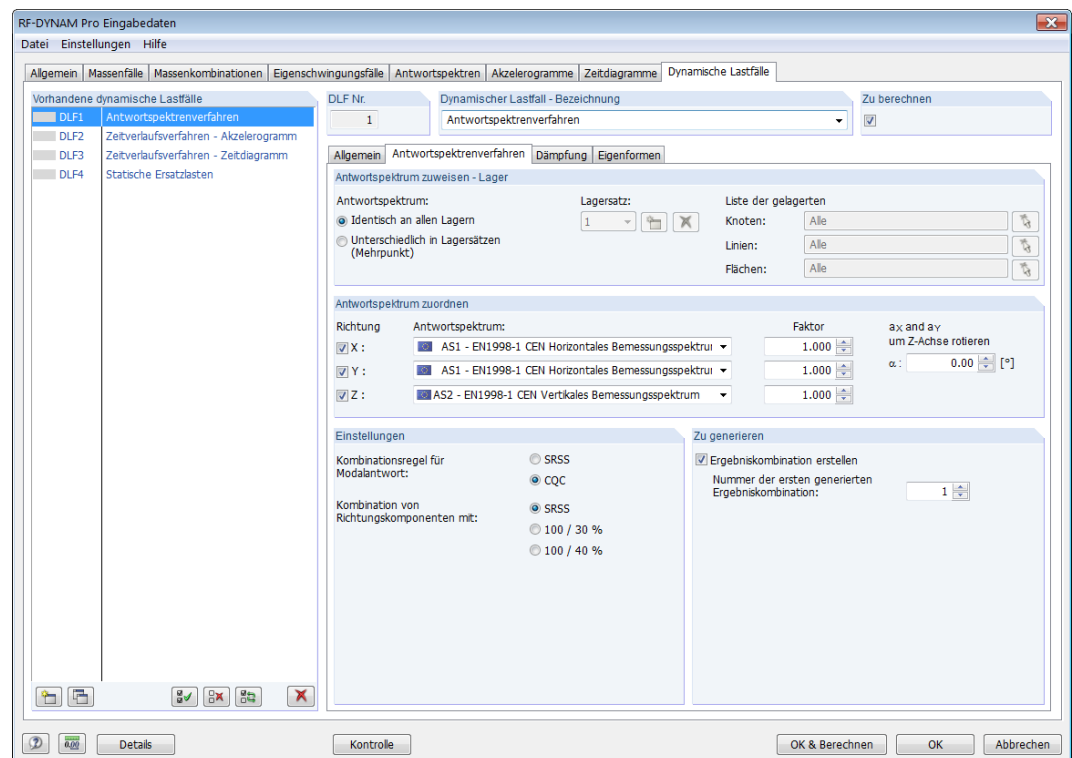 RF-DYNAM Pro Eingabedaten
Datei Einstellungen Hilfe
Allgemein Massenfälle Massenkombinationen Eigenschwingungsfälle Antwortspektren Akzelerogramme Zeitdiagramme Dynamische Lastfälle
Vorhandene dynamische Lastfälle
DLF1 Antwortspektrenverfahren
DLF2 Zeitverlaufsverfahren - Akzelerogramm
DLF3 Zeitverlaufsverfahren - Zeitdiagramm
DLF4 Statische Ersatzlasten
DLF Nr.
1
Dynamischer Lastfall - Bezeichnung
Antwortspektrenverfahren
Zu berechnen
Allgemein Antwortspektrenverfahren Dämpfung Eigenformen
Antwortspektrum zuweisen - Lager
Antwortspektrum:
Identisch an allen Lagern
Unterschiedlich in Lagersätzen
(Mehrpunkt)
Lagersatz:
1
Liste der gelagerten
Knoten: Alle
Linien: Alle
Flächen: Alle
Antwortspektrum zuordnen
Richtung Antwortspektrum: Faktor
X : AS1 - EN1998-1 CEN Horizontales Bemessungsspektru 1.000
Y : AS1 - EN1998-1 CEN Horizontales Bemessungsspektru 1.000
Z : AS2 - EN1998-1 CEN Vertikales Bemessungsspektrum 1.000
aX and aY
um Z-Achse rotieren
α : 0.00 [°]
Einstellungen
Kombinationsregel für
Modalantwort:
SRSS
CQC
Kombination von
Richtungskomponenten mit:
SRSS
100 / 30 %
100 / 40 %
Zu generieren
Ergebniskombination erstellen
Nummer der ersten generierten
Ergebniskombination: 1
0,00 Details Kontrolle OK & Berechnen OK Abbrechen